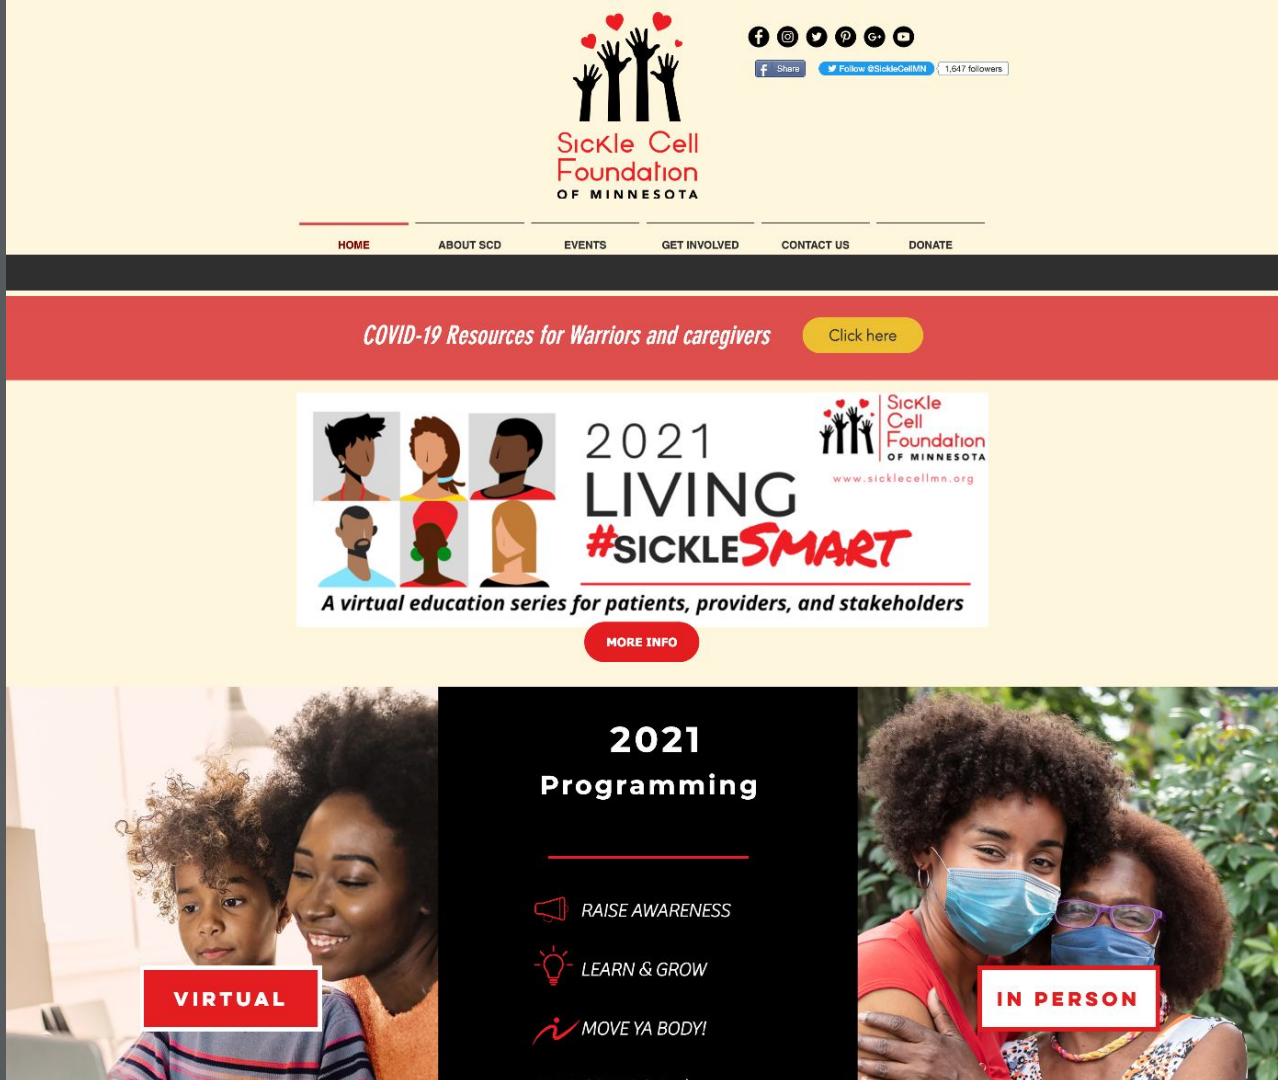 Sickle Cell
Foundation
OF MINNESOTA
Share
Follow @SickleCellMN
1,647 followers
HOME
ABOUT SCD
EVENTS
GET INVOLVED
CONTACT US
DONATE
COVID-19 Resources for Warriors and caregivers
Click here
2021
LIVING
#SICKLESMART
Sickle
Cell
Foundation
OF MINNESOTA
www.sicklecellmn.org
A virtual education series for patients, providers, and stakeholders
MORE INFO
2021
Programming
RAISE AWARENESS
LEARN & GROW
MOVE YA BODY!
VIRTUAL
IN PERSON